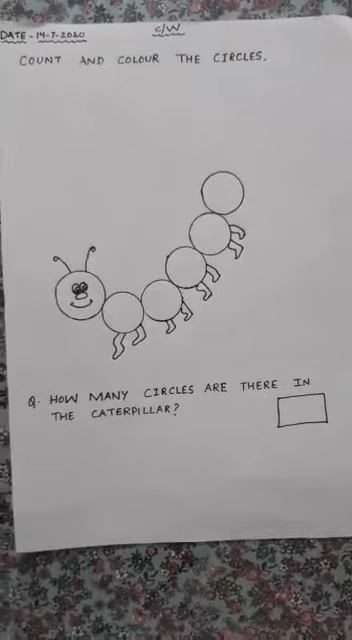 DATE - 14-7-2020
C/W
COUNT AND COLOUR THE CIRCLES.
Q. HOW MANY CIRCLES ARE THERE IN
THE CATERPILLAR?